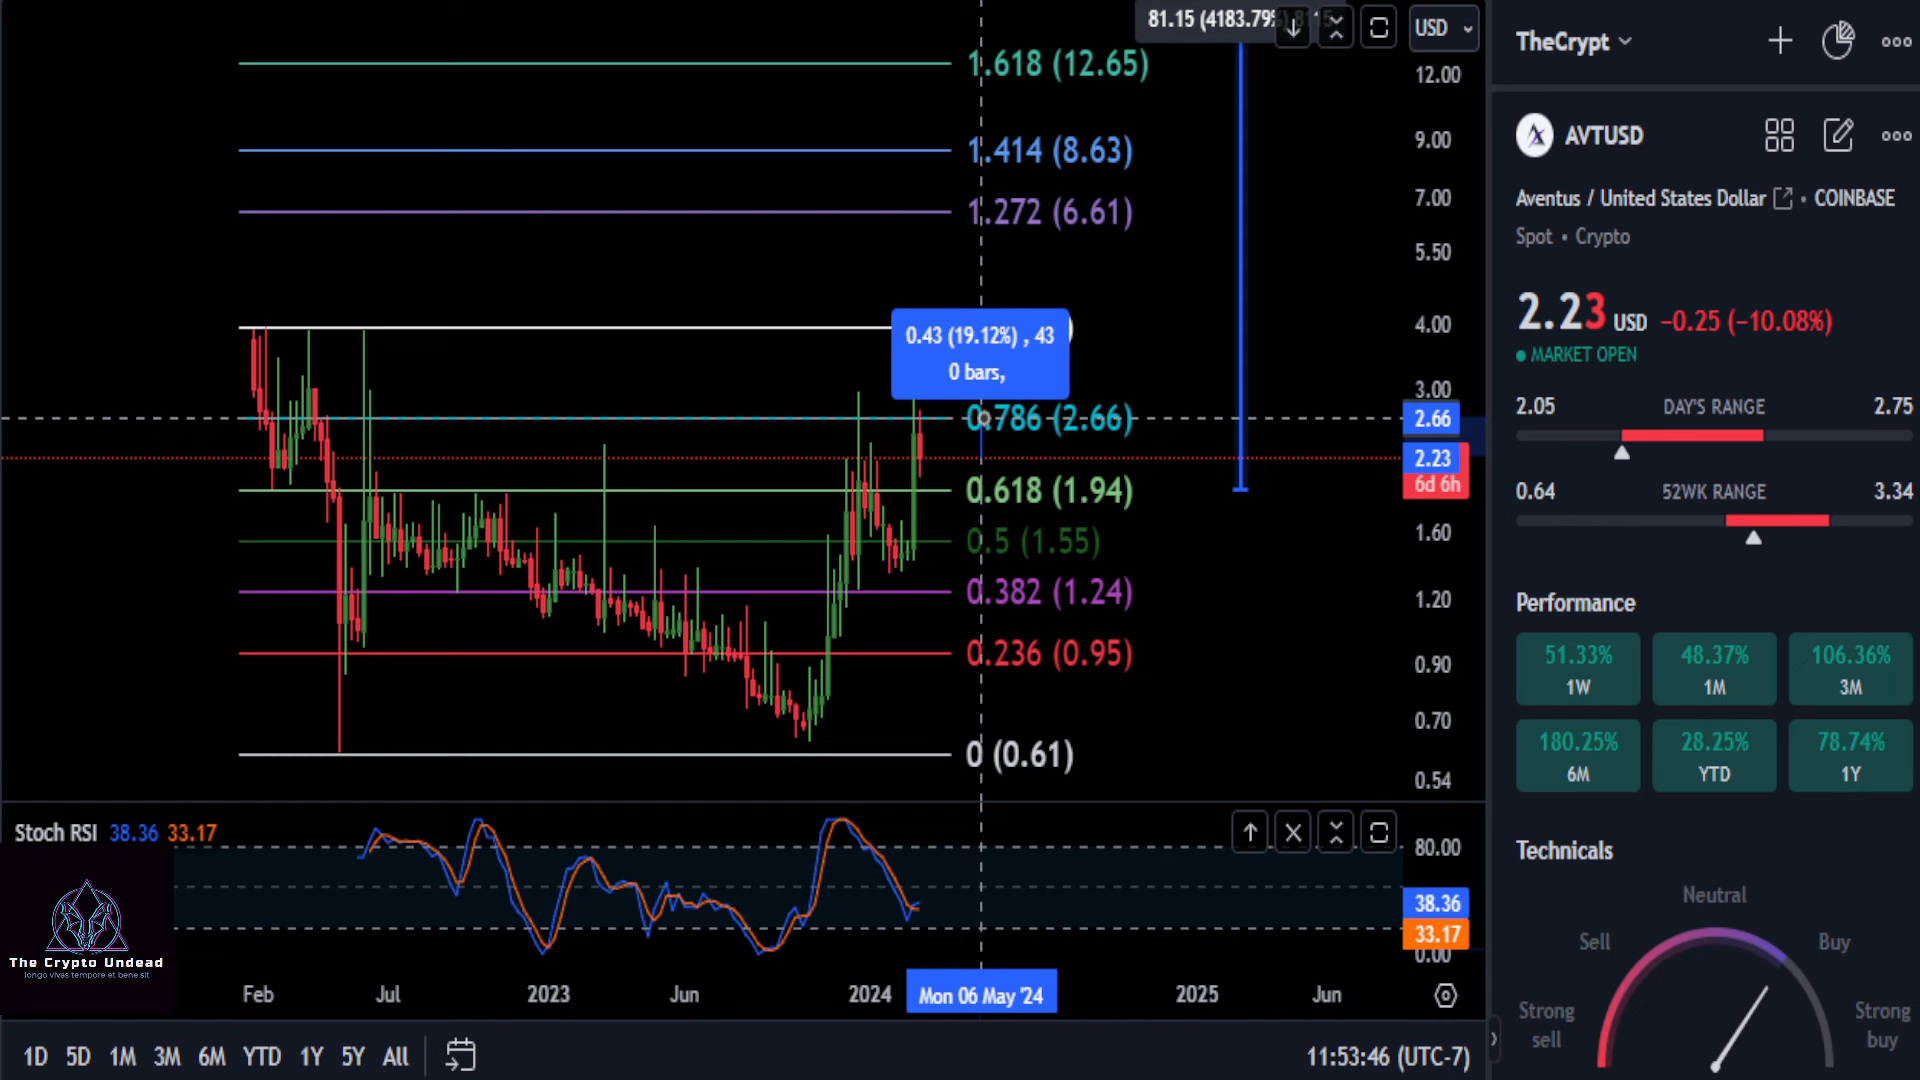 81.15 (4183.79%
USD
1.618 (12.65)
1.414 (8.63)
1.272 (6.61)
0.43 (19.12%) , 43
0 bars,
0.786 (2.66)
0.618 (1.94)
0.5 (1.55)
0.382 (1.24)
0.236 (0.95)
0 (0.61)
12.00
9.00
7.00
5.50
4.00
3.00
2.66
2.23
6d 6h
1.60
1.20
0.90
0.70
0.54
Stoch RSI 38.36 33.17
80.00
38.36
33.17
0.00
The Crypto Undead
longo vivas tempore et bene sit
Feb Jul 2023 Jun 2024 Mon 06 May '24 2025 Jun
1D 5D 1M 3M 6M YTD 1Y 5Y All
11:53:46 (UTC-7)
TheCrypt
AVTUSD
Aventus / United States Dollar • COINBASE
Spot • Crypto
2.23 USD −0.25 (−10.08%)
MARKET OPEN
2.05 DAY'S RANGE 2.75
0.64 52WK RANGE 3.34
Performance
51.33% 48.37% 106.36%
1W 1M 3M
180.25% 28.25% 78.74%
6M YTD 1Y
Technicals
Neutral
Sell Buy
Strong sell
Strong buy